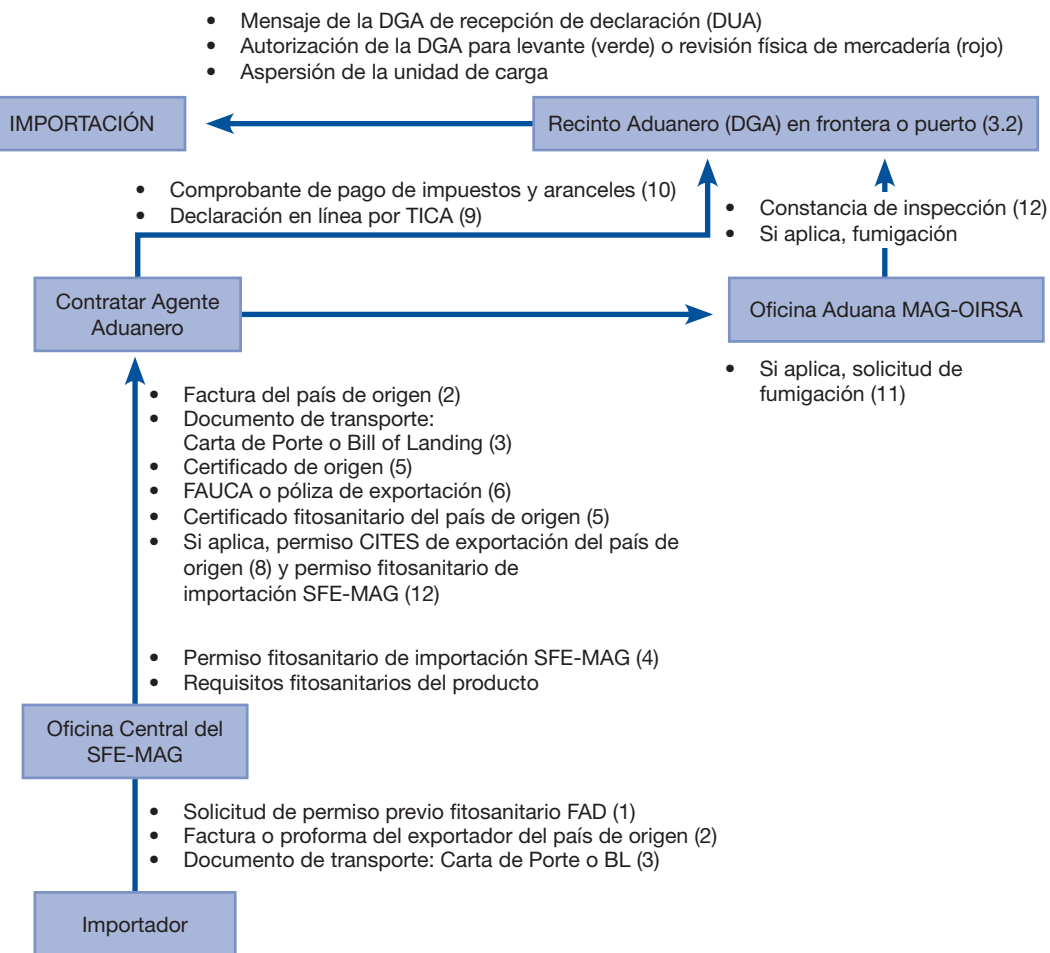 • Mensaje de la DGA de recepción de declaración (DUA)
• Autorización de la DGA para levante (verde) o revisión física de mercadería (rojo)
• Aspersión de la unidad de carga
IMPORTACIÓN
Recinto Aduanero (DGA) en frontera o puerto (3.2)
• Comprobante de pago de impuestos y aranceles (10)
• Declaración en línea por TICA (9)
• Constancia de inspección (12)
• Si aplica, fumigación
Contratar Agente
Aduanero
Oficina Aduana MAG-OIRSA
• Si aplica, solicitud de
fumigación (11)
• Factura del país de origen (2)
• Documento de transporte:
Carta de Porte o Bill of Landing (3)
• Certificado de origen (5)
• FAUCA o póliza de exportación (6)
• Certificado fitosanitario del país de origen (5)
• Si aplica, permiso CITES de exportación del país de
origen (8) y permiso fitosanitario de
importación SFE-MAG (12)
• Permiso fitosanitario de importación SFE-MAG (4)
• Requisitos fitosanitarios del producto
Oficina Central del
SFE-MAG
• Solicitud de permiso previo fitosanitario FAD (1)
• Factura o proforma del exportador del país de origen (2)
• Documento de transporte: Carta de Porte o BL (3)
Importador